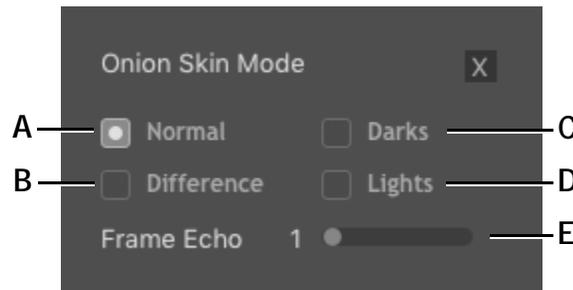 Onion Skin Mode X
A Normal Darks C
B Difference Lights D
Frame Echo 1 E